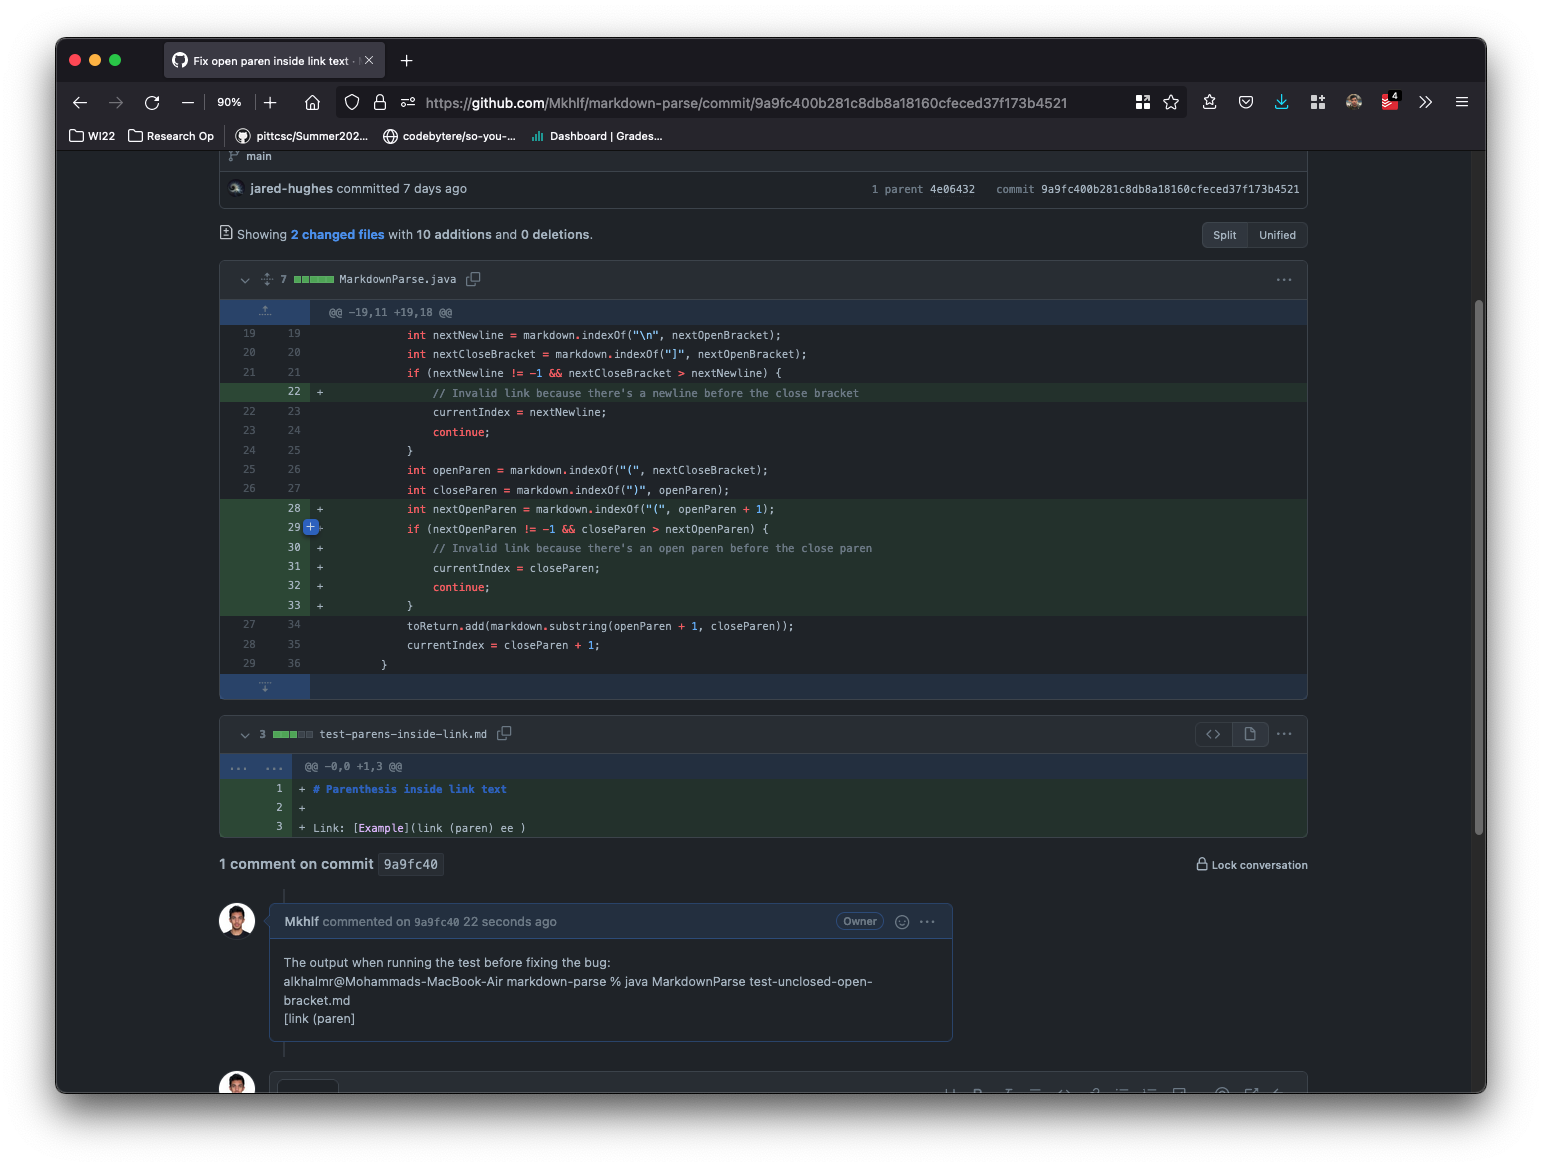 Fix open paren inside link text ·
90%
https://github.com/Mkhlf/markdown-parse/commit/9a9fc400b281c8db8a18160cfeced37f173b4521
4
WI22
Research Op
pittcsc/Summer202...
codebytere/so-you-...
Dashboard | Grades...
main
jared-hughes committed 7 days ago
1 parent 4e06432 commit 9a9fc400b281c8db8a18160cfeced37f173b4521
Showing 2 changed files with 10 additions and 0 deletions.
Split Unified
7 MarkdownParse.java
@@ -19,11 +19,18 @@
19 19 int nextNewline = markdown.indexOf("\n", nextOpenBracket);
20 20 int nextCloseBracket = markdown.indexOf("]", nextOpenBracket);
21 21 if (nextNewline != -1 && nextCloseBracket > nextNewline) {
22 + // Invalid link because there's a newline before the close bracket
22 23 currentIndex = nextNewline;
23 24 continue;
24 25 }
25 26 int openParen = markdown.indexOf("(", nextCloseBracket);
26 27 int closeParen = markdown.indexOf(")", openParen);
28 + int nextOpenParen = markdown.indexOf("(", openParen + 1);
29 + if (nextOpenParen != -1 && closeParen > nextOpenParen) {
30 + // Invalid link because there's an open paren before the close paren
31 + currentIndex = closeParen;
32 + continue;
33 + }
27 34 toReturn.add(markdown.substring(openParen + 1, closeParen));
28 35 currentIndex = closeParen + 1;
29 36 }
3 test-parens-inside-link.md
@@ -0,0 +1,3 @@
1 + # Parenthesis inside link text
2 +
3 + Link: [Example](link (paren) ee )
1 comment on commit 9a9fc40
Lock conversation
Mkhlf commented on 9a9fc40 22 seconds ago
Owner
The output when running the test before fixing the bug:
alkhalmr@Mohammads-MacBook-Air markdown-parse % java MarkdownParse test-unclosed-open-
bracket.md
[link (paren]